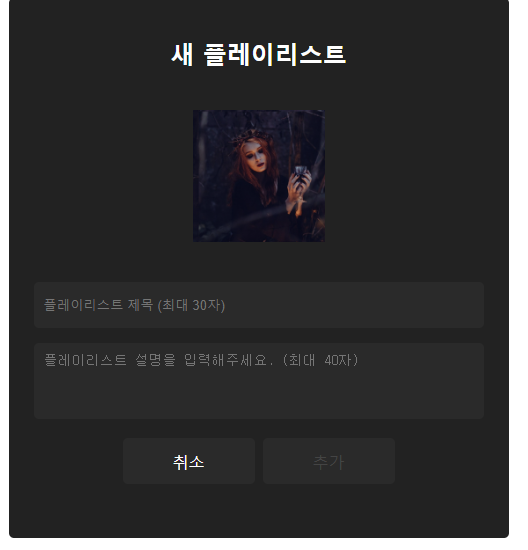 새 플레이리스트
플레이리스트 제목 (최대 30자)
플레이리스트 설명을 입력해주세요. (최대 40자)
취소
추가